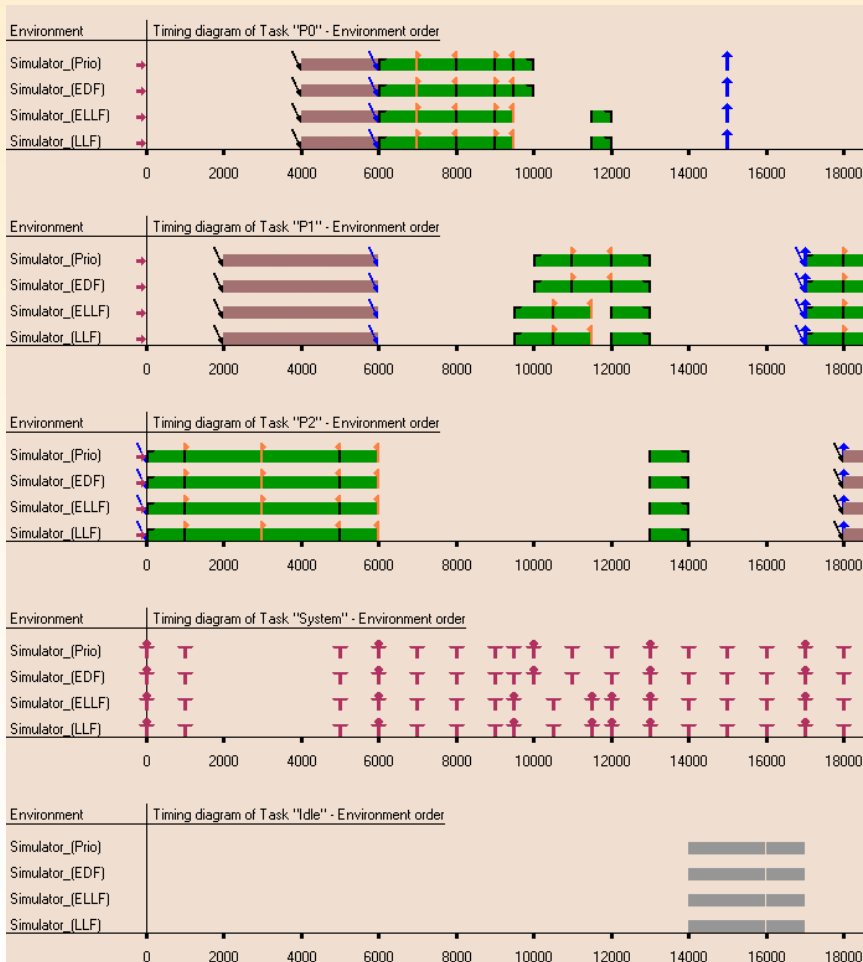 Environment Timing diagram of Task "P0" - Environment order
Simulator_(Prio)
Simulator_(EDF)
Simulator_(ELLF)
Simulator_(LLF)
0 2000 4000 6000 8000 10000 12000 14000 16000 18000
Environment Timing diagram of Task "P1" - Environment order
Simulator_(Prio)
Simulator_(EDF)
Simulator_(ELLF)
Simulator_(LLF)
0 2000 4000 6000 8000 10000 12000 14000 16000 18000
Environment Timing diagram of Task "P2" - Environment order
Simulator_(Prio)
Simulator_(EDF)
Simulator_(ELLF)
Simulator_(LLF)
0 2000 4000 6000 8000 10000 12000 14000 16000 18000
Environment Timing diagram of Task "System" - Environment order
Simulator_(Prio)
Simulator_(EDF)
Simulator_(ELLF)
Simulator_(LLF)
0 2000 4000 6000 8000 10000 12000 14000 16000 18000
Environment Timing diagram of Task "Idle" - Environment order
Simulator_(Prio)
Simulator_(EDF)
Simulator_(ELLF)
Simulator_(LLF)
0 2000 4000 6000 8000 10000 12000 14000 16000 18000